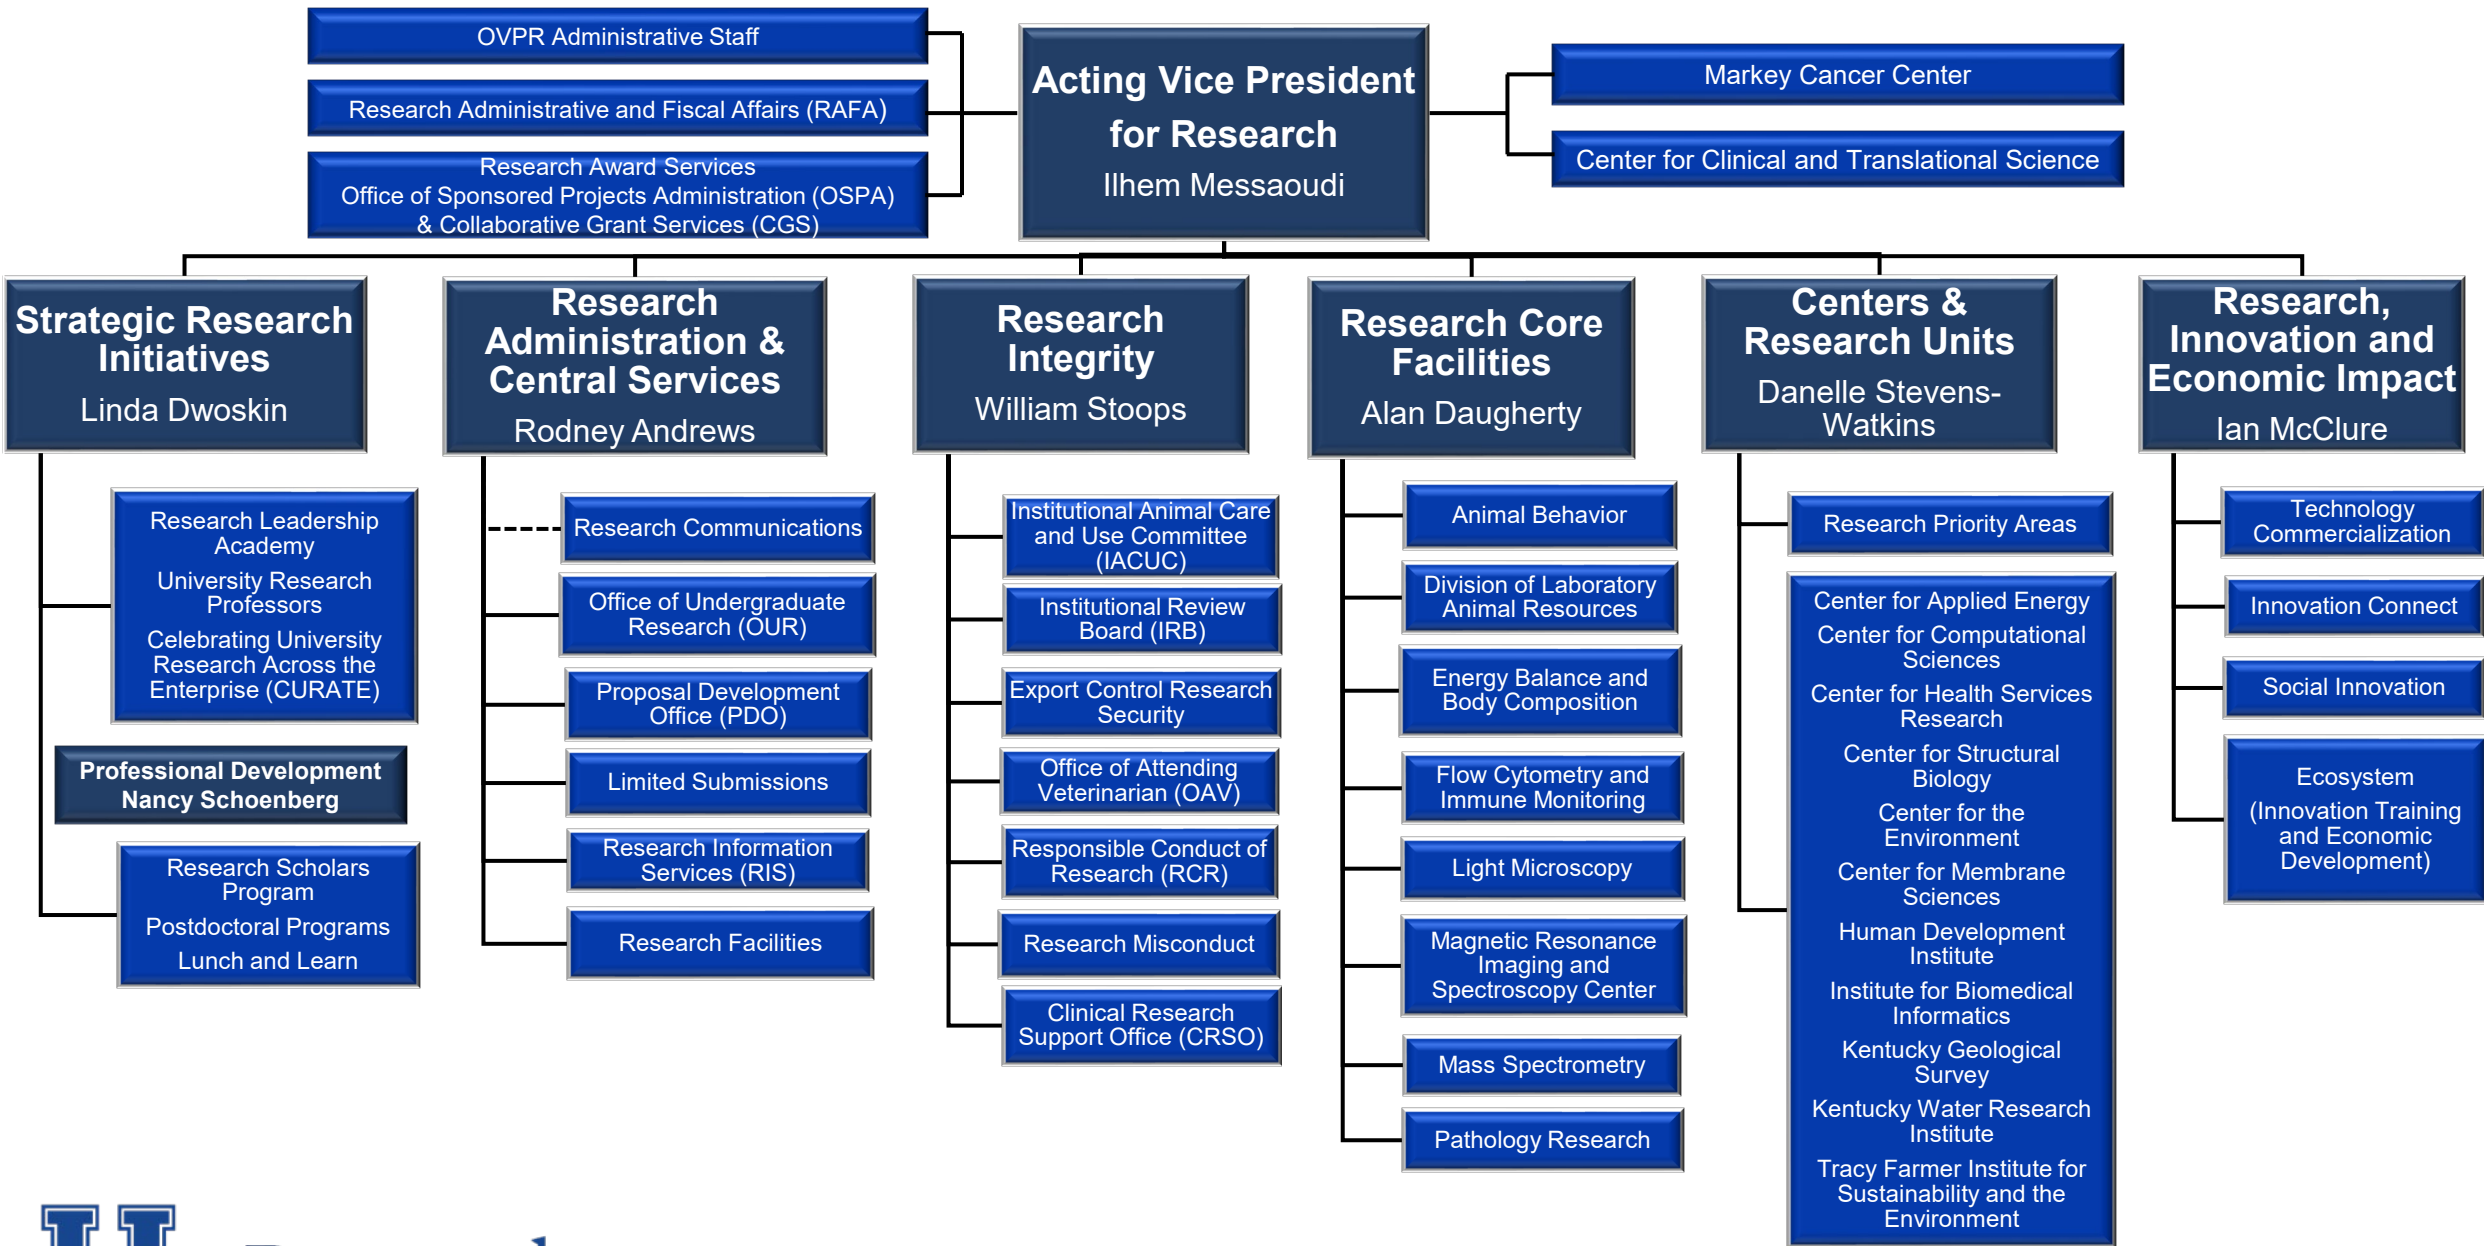 OVPR Administrative Staff
Research Administrative and Fiscal Affairs (RAFA)
Research Award Services
Office of Sponsored Projects Administration (OSPA)
& Collaborative Grant Services (CGS)
Acting Vice President
for Research
Ilhem Messaoudi
Markey Cancer Center
Center for Clinical and Translational Science
Strategic Research
Initiatives
Linda Dwoskin
Research Leadership
Academy
University Research
Professors
Celebrating University
Research Across the
Enterprise (CURATE)
Professional Development
Nancy Schoenberg
Research Scholars
Program
Postdoctoral Programs
Lunch and Learn
Research
Administration &
Central Services
Rodney Andrews
Research Communications
Office of Undergraduate
Research (OUR)
Proposal Development
Office (PDO)
Limited Submissions
Research Information
Services (RIS)
Research Facilities
Research
Integrity
William Stoops
Institutional Animal Care
and Use Committee
(IACUC)
Institutional Review
Board (IRB)
Export Control Research
Security
Office of Attending
Veterinarian (OAV)
Responsible Conduct of
Research (RCR)
Research Misconduct
Clinical Research
Support Office (CRSO)
Research Core
Facilities
Alan Daugherty
Animal Behavior
Division of Laboratory
Animal Resources
Energy Balance and
Body Composition
Flow Cytometry and
Immune Monitoring
Light Microscopy
Magnetic Resonance
Imaging and
Spectroscopy Center
Mass Spectrometry
Pathology Research
Centers &
Research Units
Danelle Stevens-
Watkins
Research Priority Areas
Center for Applied Energy
Center for Computational
Sciences
Center for Health Services
Research
Center for Structural
Biology
Center for the
Environment
Center for Membrane
Sciences
Human Development
Institute
Institute for Biomedical
Informatics
Kentucky Geological
Survey
Kentucky Water Research
Institute
Tracy Farmer Institute for
Sustainability and the
Environment
Research,
Innovation and
Economic Impact
Ian McClure
Technology
Commercialization
Innovation Connect
Social Innovation
Ecosystem
(Innovation Training
and Economic
Development)